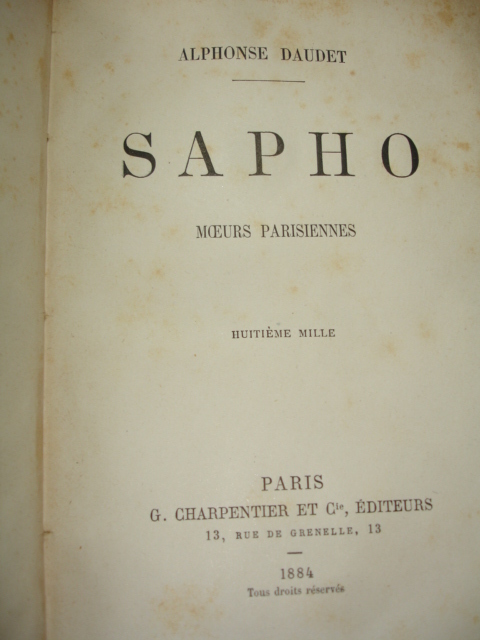 ALPHONSE DAUDET
SAPHO
MŒURS PARISIENNES
HUITIÈME MILLE
PARIS
G. CHARPENTIER ET Cie, ÉDITEURS
13, RUE DE GRENELLE, 13
1884
Tous droits réservés